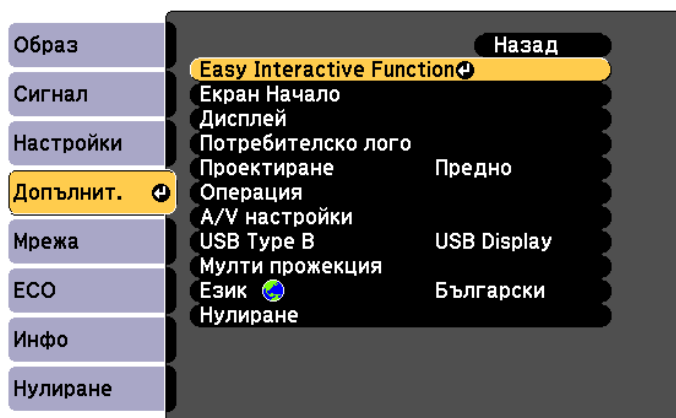 Образ
Сигнал
Настройки
Допълнит.
Мрежа
ECO
Инфо
Нулиране
Назад
Easy Interactive Function
Екран Начало
Дисплей
Потребителско лого
Проектиране Предно
Операция
A/V настройки
USB Type B USB Display
Мулти прожекция
Език Български
Нулиране